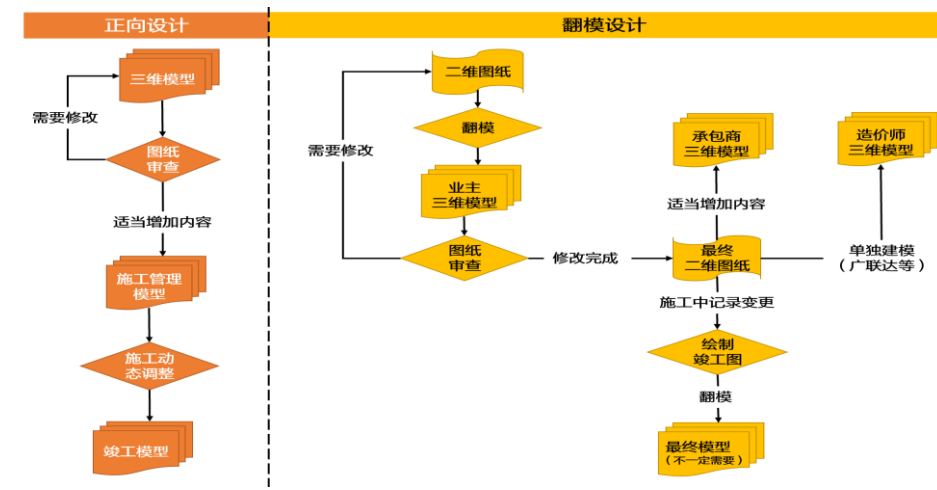 正向设计
翻模设计
三维模型
需要修改
图纸
审查
适当增加内容
施工管理
模型
施工动
态调整
竣工模型
二维图纸
翻模
需要修改
业主
三维模型
图纸
审查
修改完成
承包商
三维模型
适当增加内容
最终
二维图纸
造价师
三维模型
单独建模
（广联达等）
施工中记录变更
绘制
竣工图
翻模
最终模型
（不一定需要）